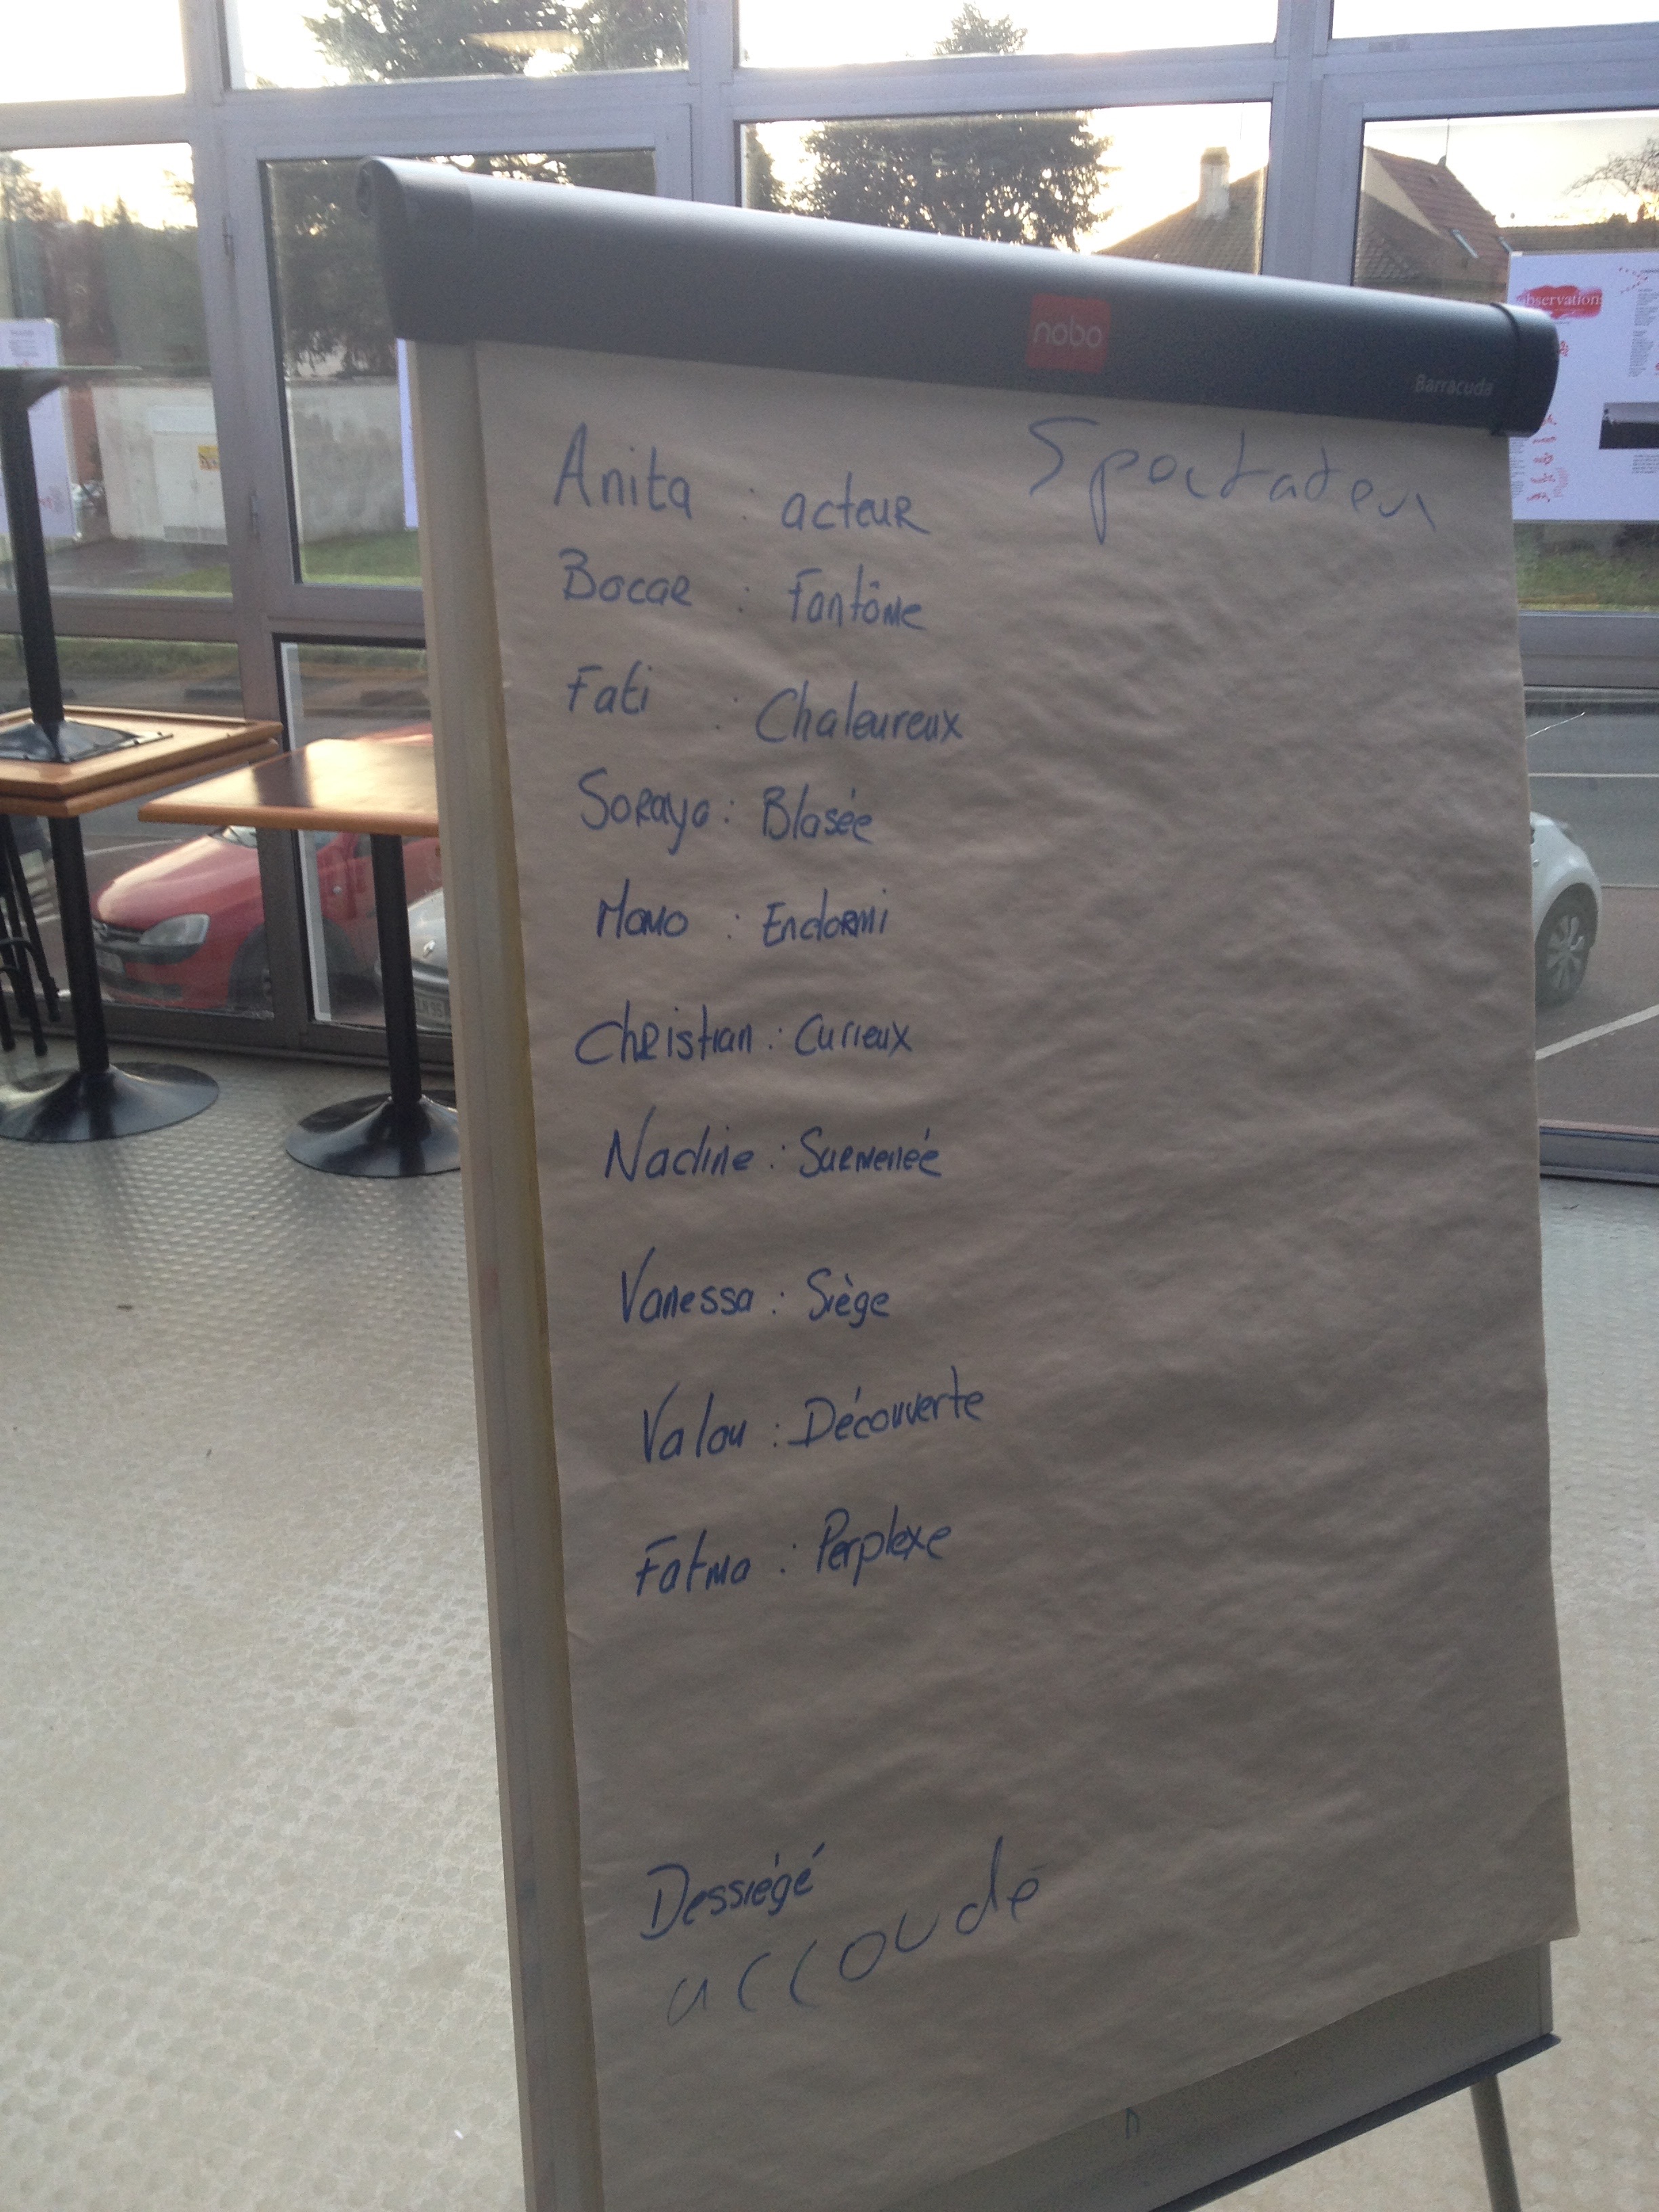 nobo
Barracuda
observations
Anita : acteur Spectateur
Bocar : Fantôme
Fati : Chaleureux
Soraya : Blasée
Momo : Endormi
Christian : Curieux
Nadine : Surmenée
Vanessa : Siège
Valou : Découverte
Fatma : Perplexe
Dessiégé
accoudé